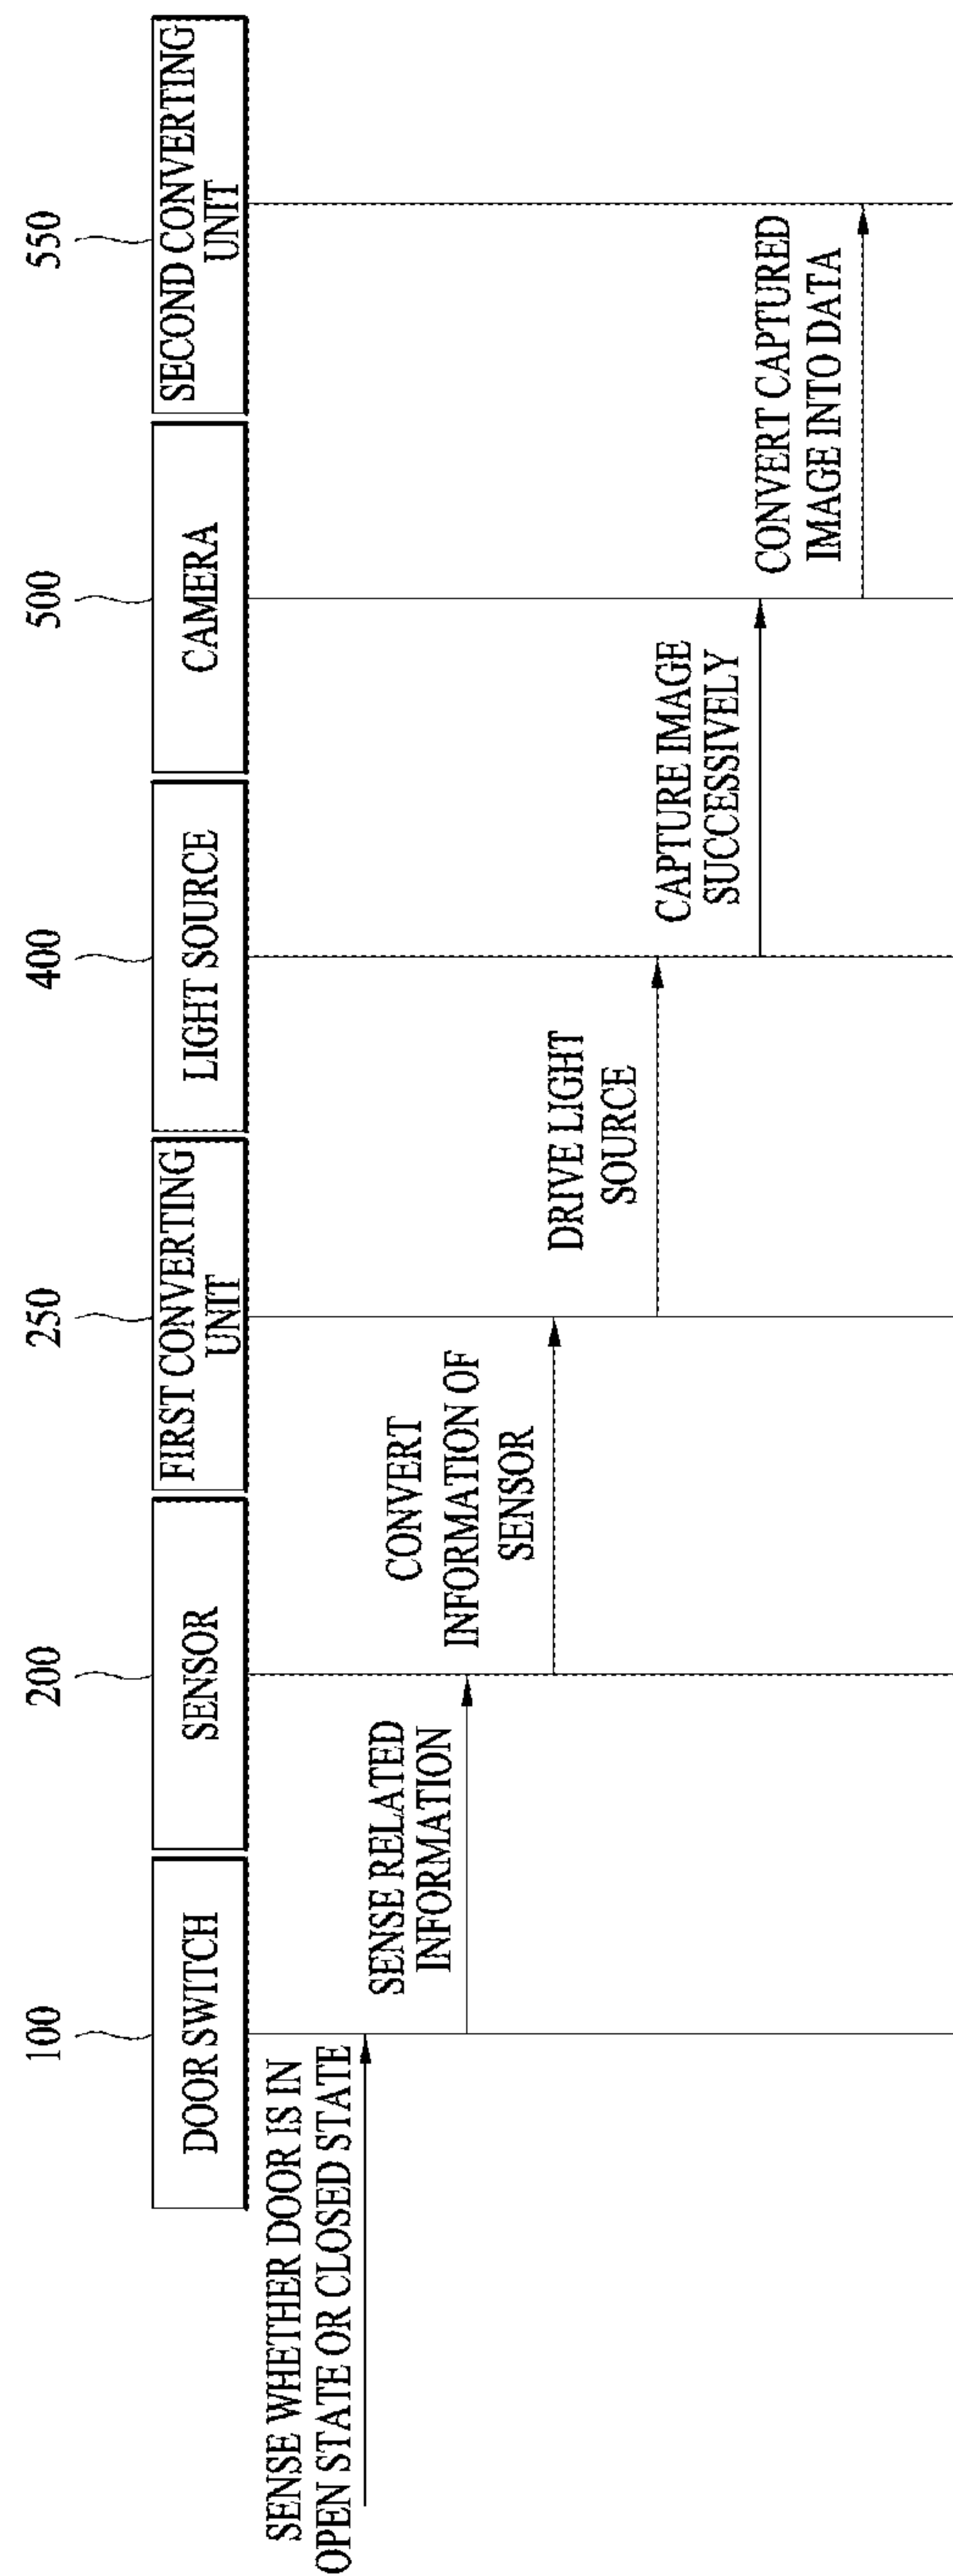 100
200
250
400
500
550
DOOR SWITCH
SENSOR
FIRST CONVERTING
UNIT
LIGHT SOURCE
CAMERA
SECOND CONVERTING
UNIT
SENSE WHETHER DOOR IS IN
OPEN STATE OR CLOSED STATE
SENSE RELATED
INFORMATION
CONVERT
INFORMATION OF
SENSOR
DRIVE LIGHT
SOURCE
CAPTURE IMAGE
SUCCESSIVELY
CONVERT CAPTURED
IMAGE INTO DATA